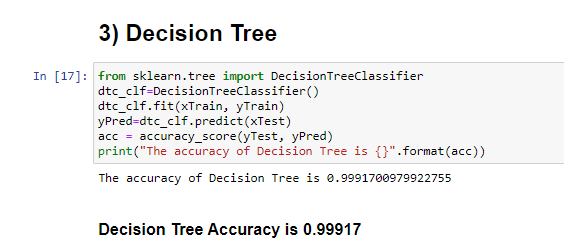 3) Decision Tree
In [17]: from sklearn.tree import DecisionTreeClassifier
dtc_clf=DecisionTreeClassifier()
dtc_clf.fit(xTrain, yTrain)
yPred=dtc_clf.predict(xTest)
acc = accuracy_score(yTest, yPred)
print("The accuracy of Decision Tree is {}".format(acc))
The accuracy of Decision Tree is 0.9991700979922755
Decision Tree Accuracy is 0.99917